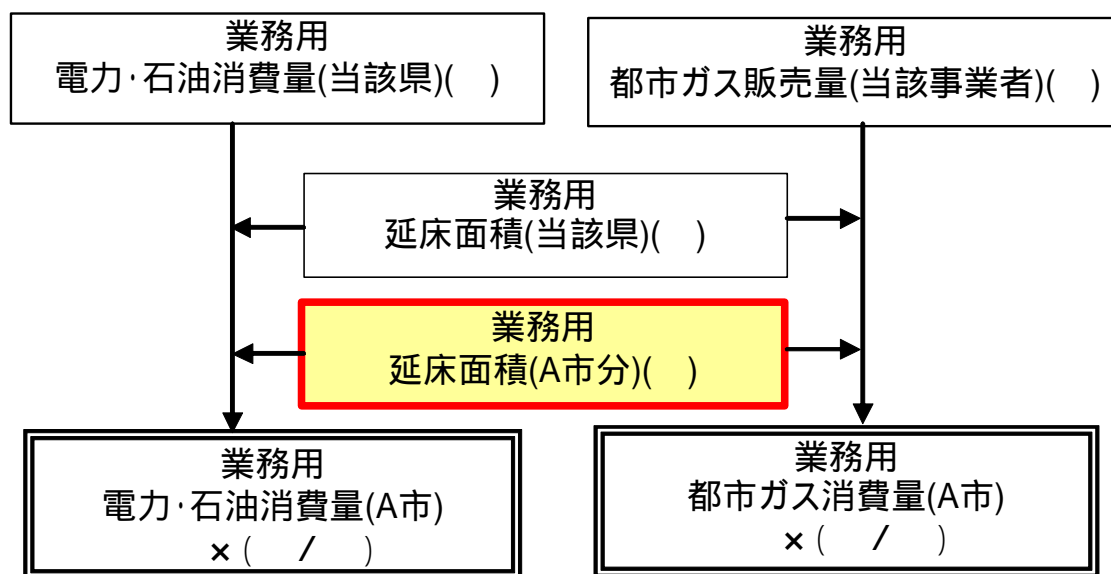 業務用
電力･石油消費量(当該県)(　)
業務用
都市ガス販売量(当該事業者)(　)
業務用
延床面積(当該県)(　)
業務用
延床面積(A市分)(　)
業務用
電力･石油消費量(A市)
×(　/　)
業務用
都市ガス消費量(A市)
×(　/　)